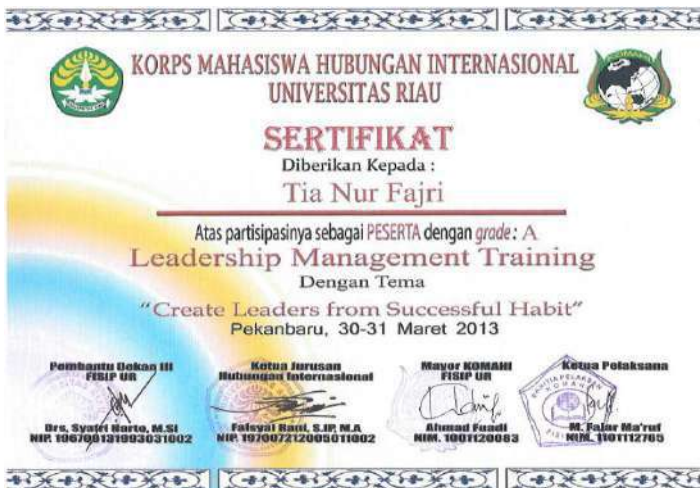 KORPS MAHASISWA HUBUNGAN INTERNASIONAL
UNIVERSITAS RIAU
SERTIFIKAT
Diberikan Kepada :
Tia Nur Fajri
Atas partisipasinya sebagai PESERTA dengan grade : A
Leadership Management Training
Dengan Tema
“Create Leaders from Successful Habit”
Pekanbaru, 30-31 Maret 2013
Pembantu Dekan III
FISIP UR
Drs, Syafri Harto, M.SI
NIP.
Ketua Jurusan
Hubungan Internasional
Faisyal Rani, S.IP, M.A
NIP. 197007212005011002
Mayor KOMAHI
FISIP UR
Ahmad Fuadi
NIM. 1001120083
Ketua Pelaksana
PANITIA PELAKSANA
M. Fajar Ma'ruf
NIM. 1101112765